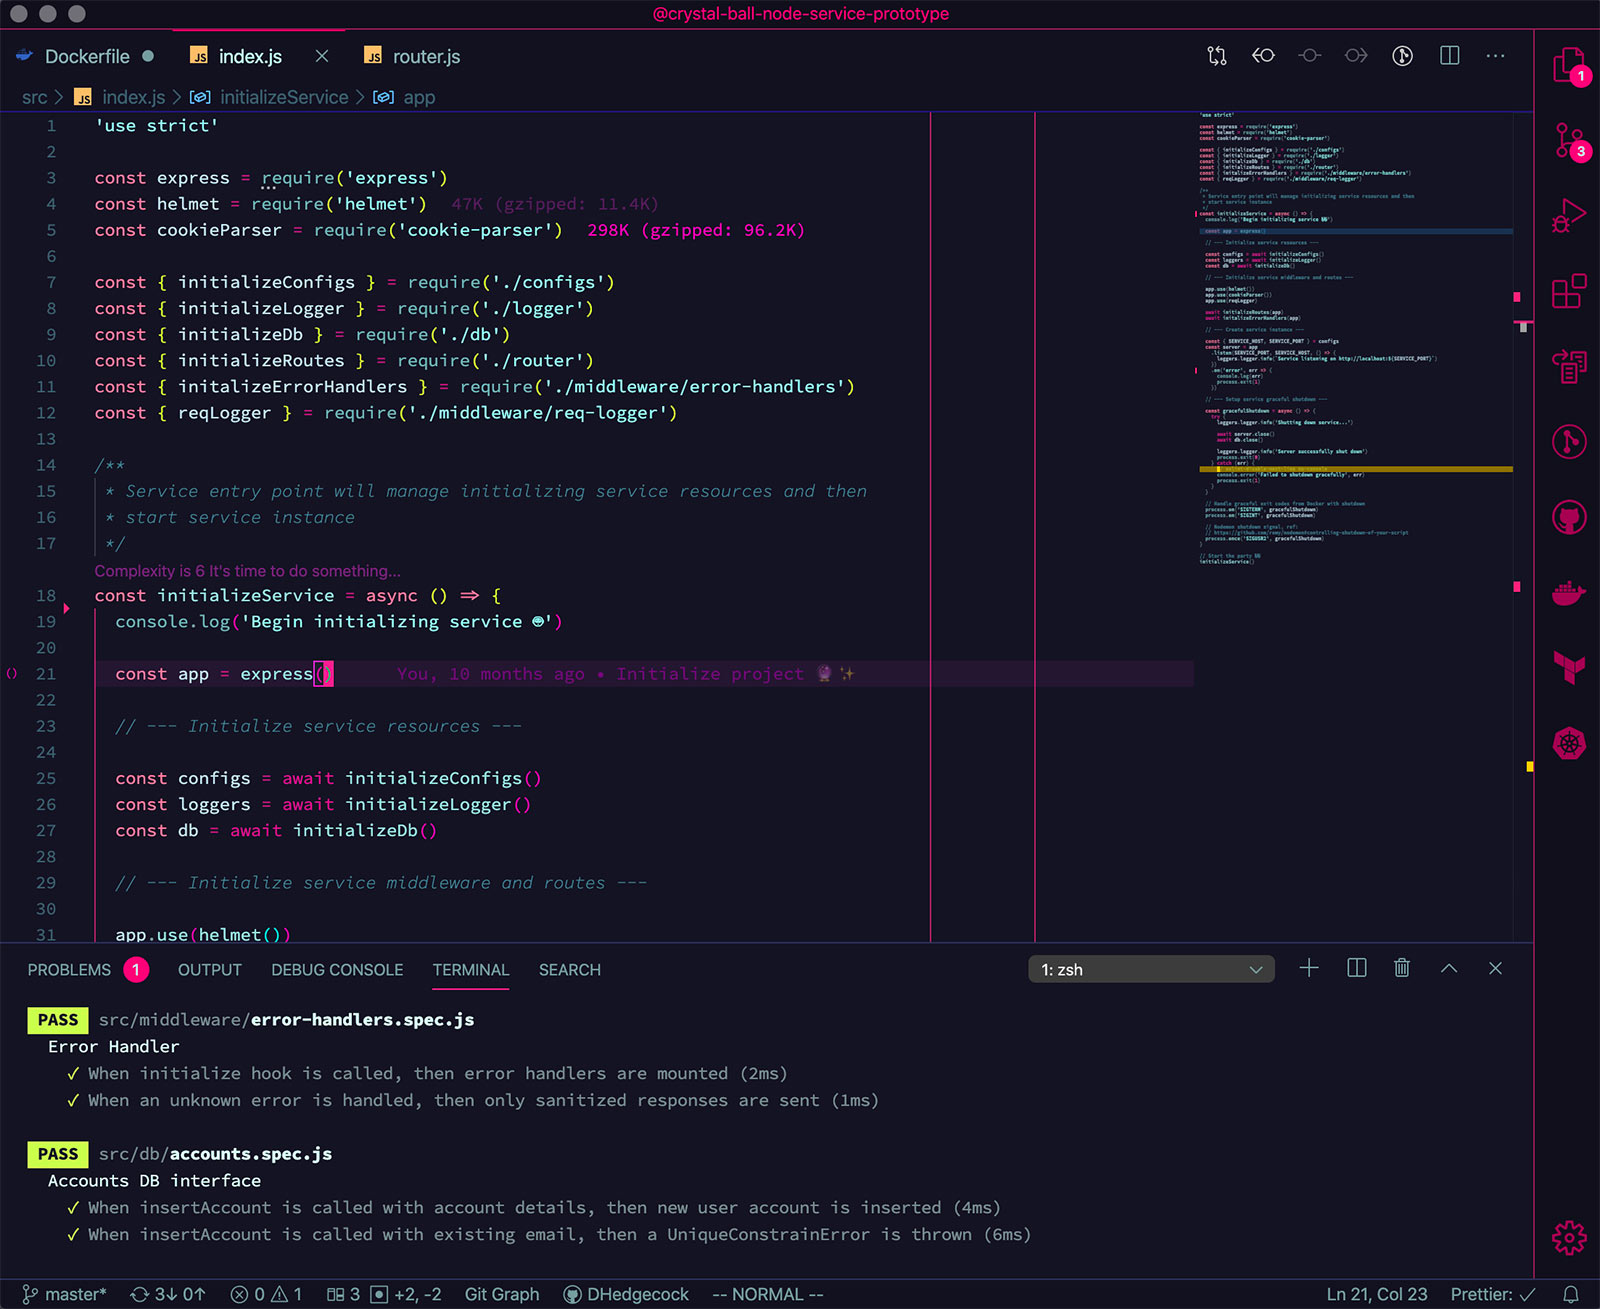 @crystal-ball-node-service-prototype
Dockerfile
JS index.js
JS router.js
src > JS index.js > initializeService > app
1 'use strict'
2
3 const express = require('express')
4 const helmet = require('helmet') 47K (gzipped: 11.4K)
5 const cookieParser = require('cookie-parser') 298K (gzipped: 96.2K)
6
7 const { initializeConfigs } = require('./configs')
8 const { initializeLogger } = require('./logger')
9 const { initializeDb } = require('./db')
10 const { initializeRoutes } = require('./router')
11 const { initalizeErrorHandlers } = require('./middleware/error-handlers')
12 const { reqLogger } = require('./middleware/req-logger')
13
14 /**
15 * Service entry point will manage initializing service resources and then
16 * start service instance
17 */
Complexity is 6 It's time to do something...
18 const initializeService = async () => {
19 console.log('Begin initializing service 🤓')
20
21 const app = express() You, 10 months ago • Initialize project 🔮✨
22
23 // --- Initialize service resources ---
24
25 const configs = await initializeConfigs()
26 const loggers = await initializeLogger()
27 const db = await initializeDb()
28
29 // --- Initialize service middleware and routes ---
30
31 app.use(helmet())
1
3
PROBLEMS 1 OUTPUT DEBUG CONSOLE TERMINAL SEARCH
1: zsh
PASS src/middleware/error-handlers.spec.js
Error Handler
✓ When initialize hook is called, then error handlers are mounted (2ms)
✓ When an unknown error is handled, then only sanitized responses are sent (1ms)
PASS src/db/accounts.spec.js
Accounts DB interface
✓ When insertAccount is called with account details, then new user account is inserted (4ms)
✓ When insertAccount is called with existing email, then a UniqueConstrainError is thrown (6ms)
master* 3↓ 0↑ 0 1 3 +2, -2 Git Graph DHedgecock -- NORMAL -- Ln 21, Col 23 Prettier: ✓